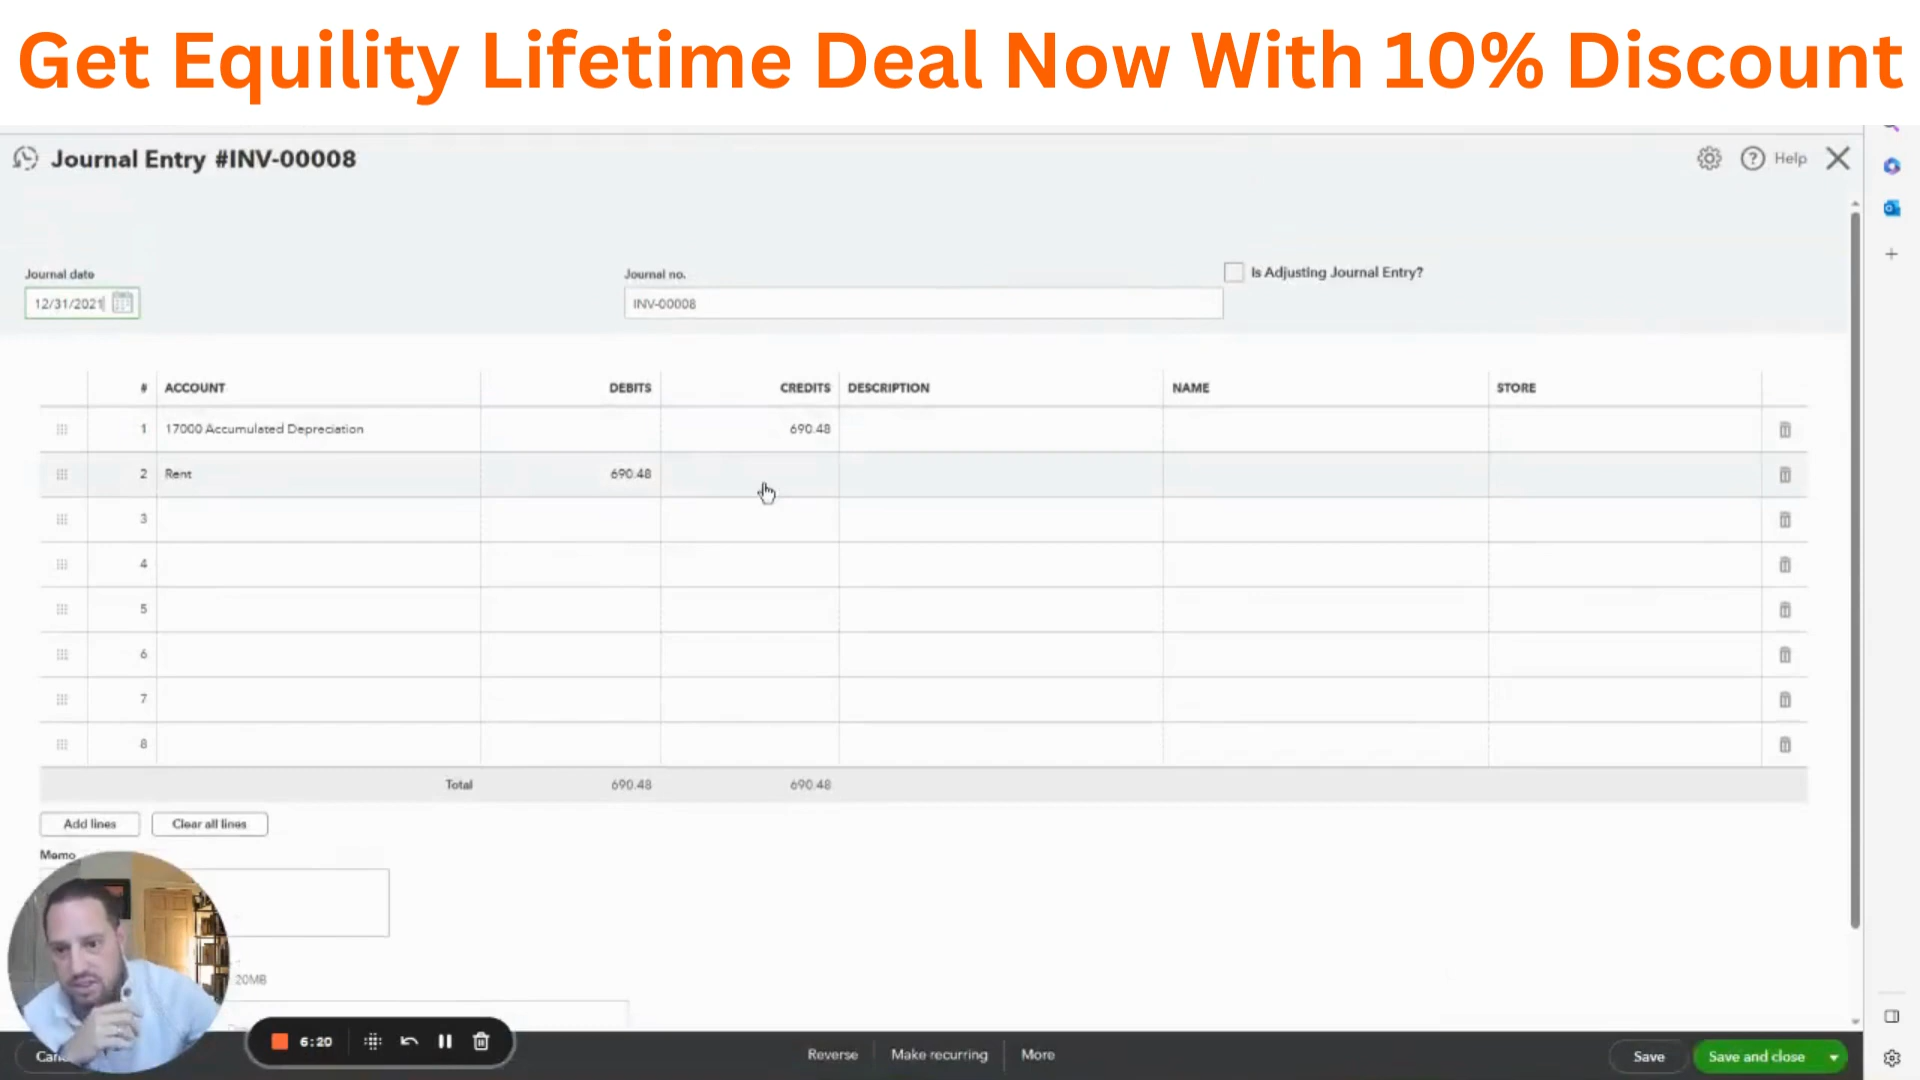 Get Equility Lifetime Deal Now With 10% Discount
Journal Entry #INV-00008
Help
Journal date
Journal no.
Is Adjusting Journal Entry?
12/31/2021
INV-00008
# ACCOUNT DEBITS CREDITS DESCRIPTION NAME STORE
1 17000 Accumulated Depreciation 690.48
2 Rent 690.48
3
4
5
6
7
8
Total 690.48 690.48
Add lines Clear all lines
Memo
20MB
6:20
Reverse Make recurring More
Save Save and close